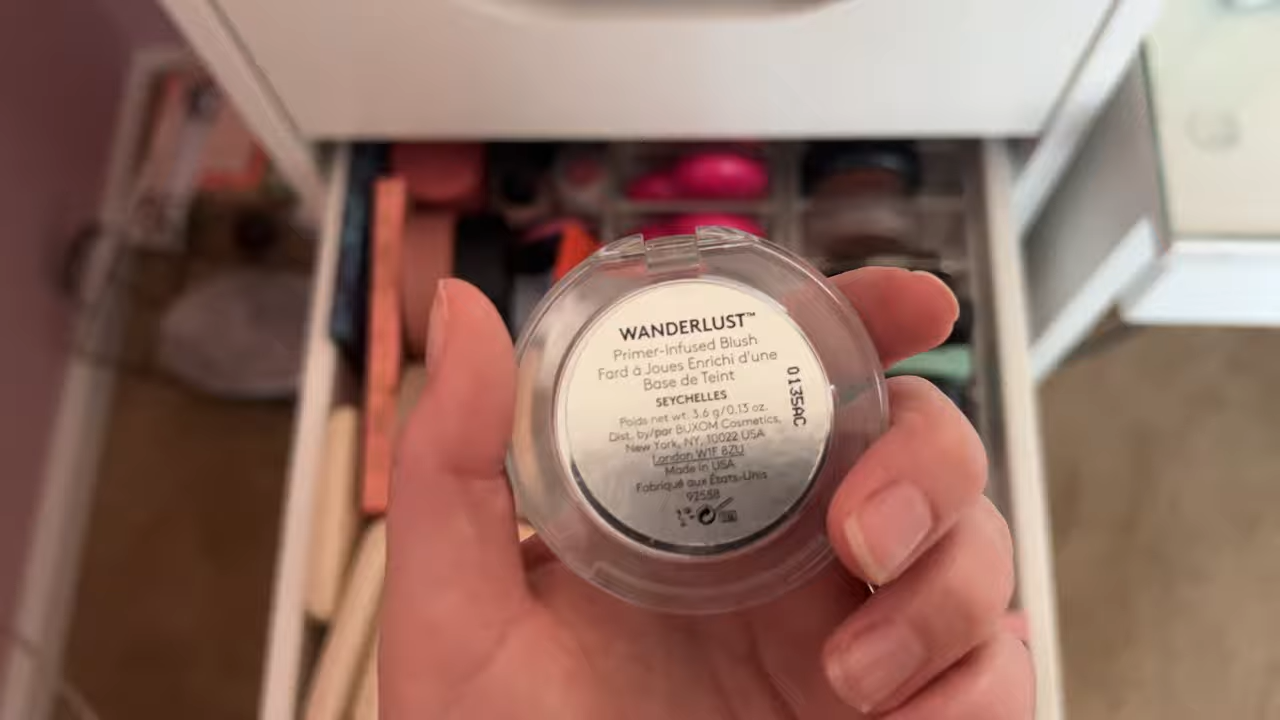 WANDERLUST™
Primer-Infused Blush
Fard à Joues Enrichi d'une
Base de Teint
SEYCHELLES
Poids net wt. 3.6 g/0.13 oz.
Dist. by/par BUXOM Cosmetics,
New York, NY, 10022 USA
London W1F 8ZU
Made in USA
Fabriqué aux États-Unis
92558
0135AC